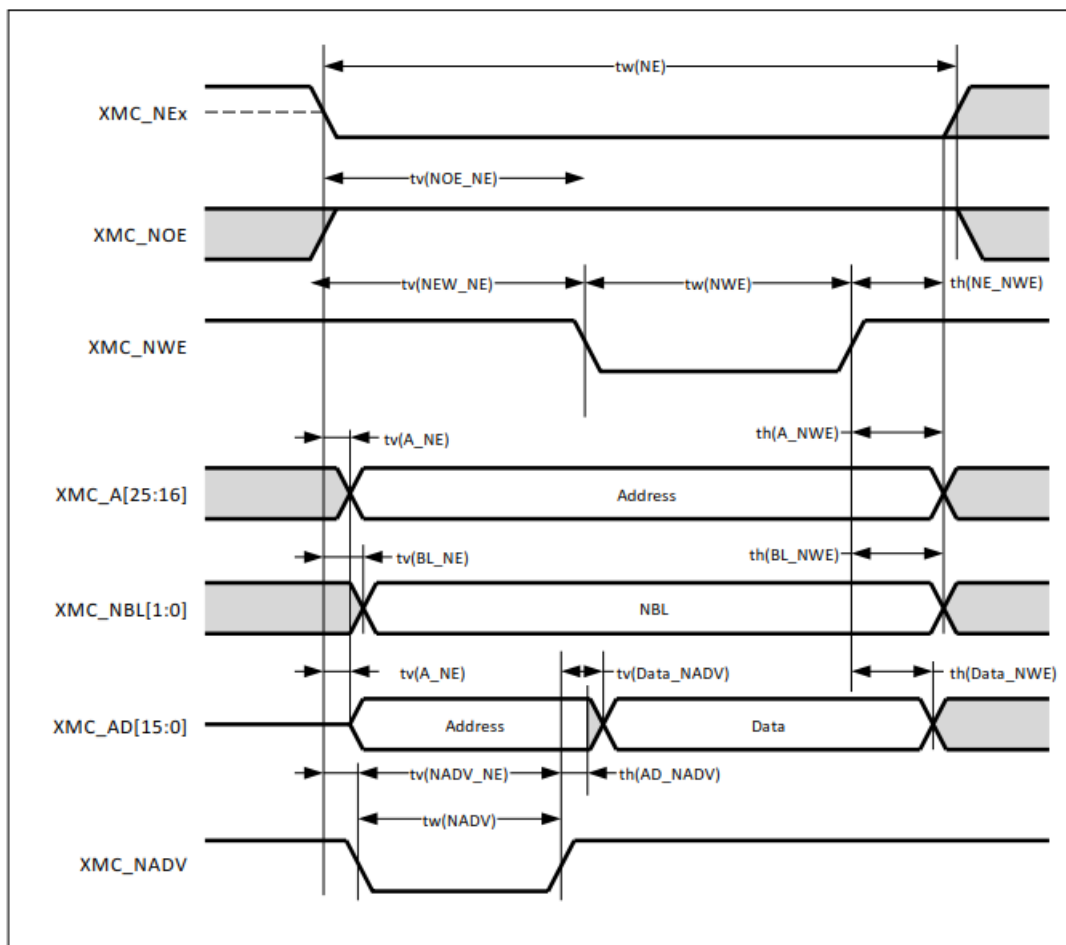 tw(NE)
XMC_NEx
tv(NOE_NE)
XMC_NOE
tv(NEW_NE)
tw(NWE)
th(NE_NWE)
XMC_NWE
tv(A_NE)
th(A_NWE)
XMC_A[25:16]
Address
tv(BL_NE)
th(BL_NWE)
XMC_NBL[1:0]
NBL
tv(A_NE)
tv(Data_NADV)
th(Data_NWE)
XMC_AD[15:0]
Address
Data
tv(NADV_NE)
th(AD_NADV)
tw(NADV)
XMC_NADV